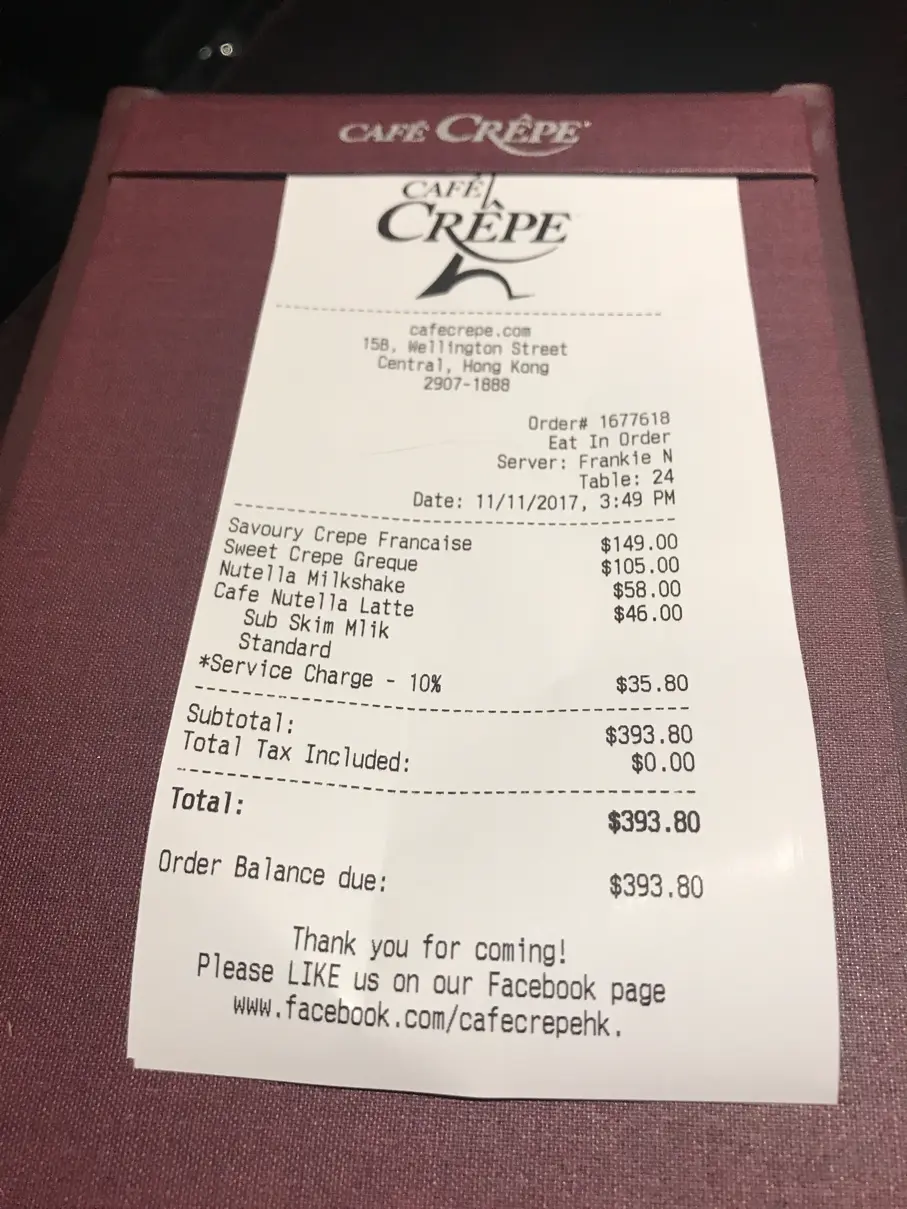 CAFÉ CRÊPE
CAFÉ
CRÊPE
cafecrepe.com
15B, Wellington Street
Central, Hong Kong
2907-1888
Order# 1677618
Eat In Order
Server: Frankie N
Table: 24
Date: 11/11/2017, 3:49 PM
Savoury Crepe Francaise $149.00
Sweet Crepe Greque $105.00
Nutella Milkshake $58.00
Cafe Nutella Latte $46.00
Sub Skim Mlik
Standard
*Service Charge - 10% $35.80
Subtotal: $393.80
Total Tax Included: $0.00
Total: $393.80
Order Balance due: $393.80
Thank you for coming!
Please LIKE us on our Facebook page
www.facebook.com/cafecrepehk.